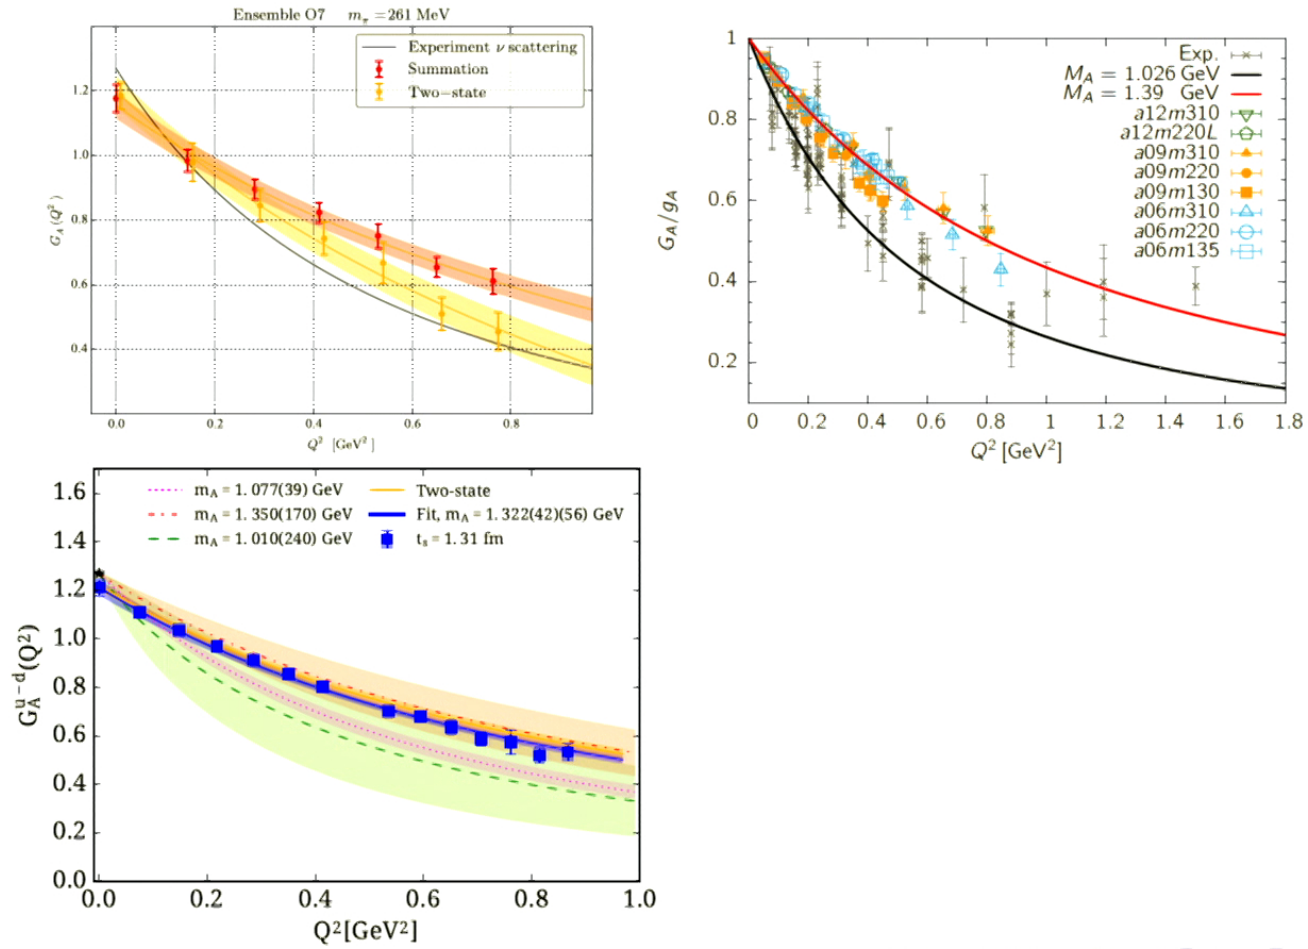 Ensemble O7 m_π = 261 MeV
Experiment ν scattering
Summation
Two−state
1.2
1.0
0.8
0.6
0.4
G_A(Q²)
0.0 0.2 0.4 0.6 0.8
Q² [GeV²]
1
0.8
0.6
0.4
0.2
G_A/g_A
Exp.
M_A = 1.026 GeV
M_A = 1.39 GeV
a12m310
a12m220L
a09m310
a09m220
a09m130
a06m310
a06m220
a06m135
0 0.2 0.4 0.6 0.8 1 1.2 1.4 1.6 1.8
Q² [GeV²]
m_A = 1.077(39) GeV
m_A = 1.350(170) GeV
m_A = 1.010(240) GeV
Two-state
Fit, m_A = 1.322(42)(56) GeV
t_s = 1.31 fm
1.6
1.4
1.2
1.0
0.8
0.6
0.4
0.2
0.0
G_A^{u-d}(Q²)
0.0 0.2 0.4 0.6 0.8 1.0
Q²[GeV²]